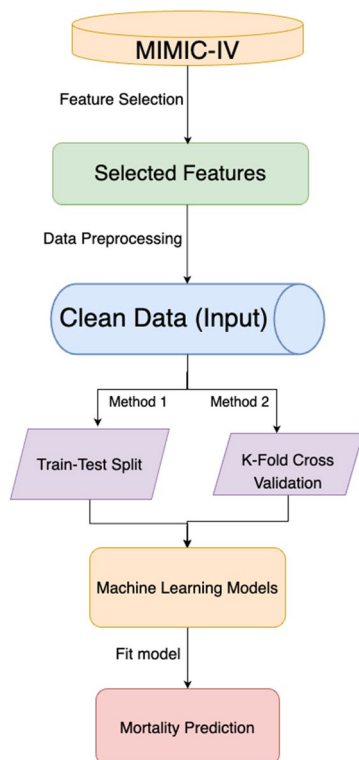 MIMIC-IV
Feature Selection
Selected Features
Data Preprocessing
Clean Data (Input)
Method 1
Method 2
Train-Test Split
K-Fold Cross
Validation
Machine Learning Models
Fit model
Mortality Prediction